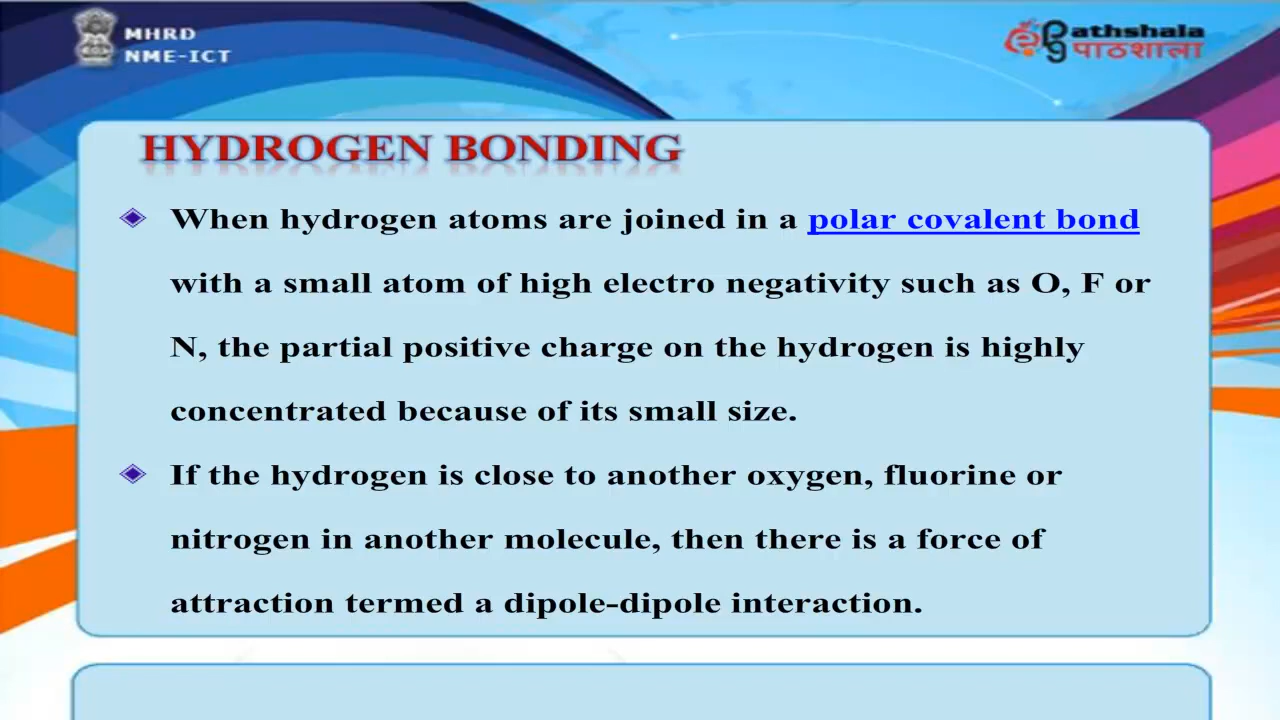 MHRD
NME-ICT
ePG athshala
पाठशाला
HYDROGEN BONDING
When hydrogen atoms are joined in a polar covalent bond
with a small atom of high electro negativity such as O, F or
N, the partial positive charge on the hydrogen is highly
concentrated because of its small size.
If the hydrogen is close to another oxygen, fluorine or
nitrogen in another molecule, then there is a force of
attraction termed a dipole-dipole interaction.